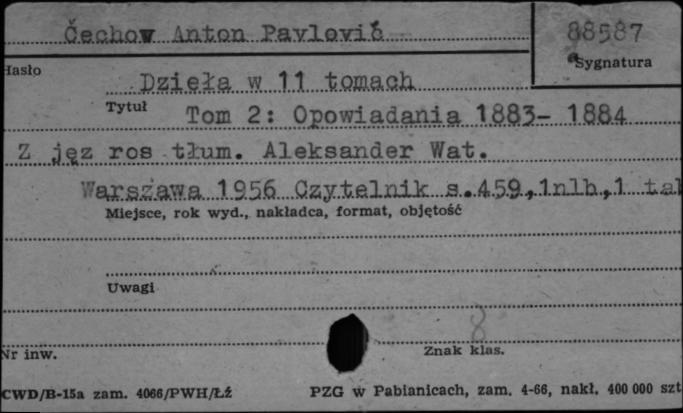 Čechow Anton Pavlovič
88587
Hasło
Sygnatura
Dzieła w 11 tomach
Tytuł
Tom 2: Opowiadania 1883- 1884
Z jęz ros tłum. Aleksander Wat.
Warszawa 1956 Czytelnik s.459,1nlb,1 tab
Miejsce, rok wyd., nakładca, format, objętość
Uwagi
8
Nr inw.
Znak klas.
CWD/B-15a zam. 4066/PWH/Łź
PZG w Pabianicach, zam. 4-66, nakł. 400 000 szt